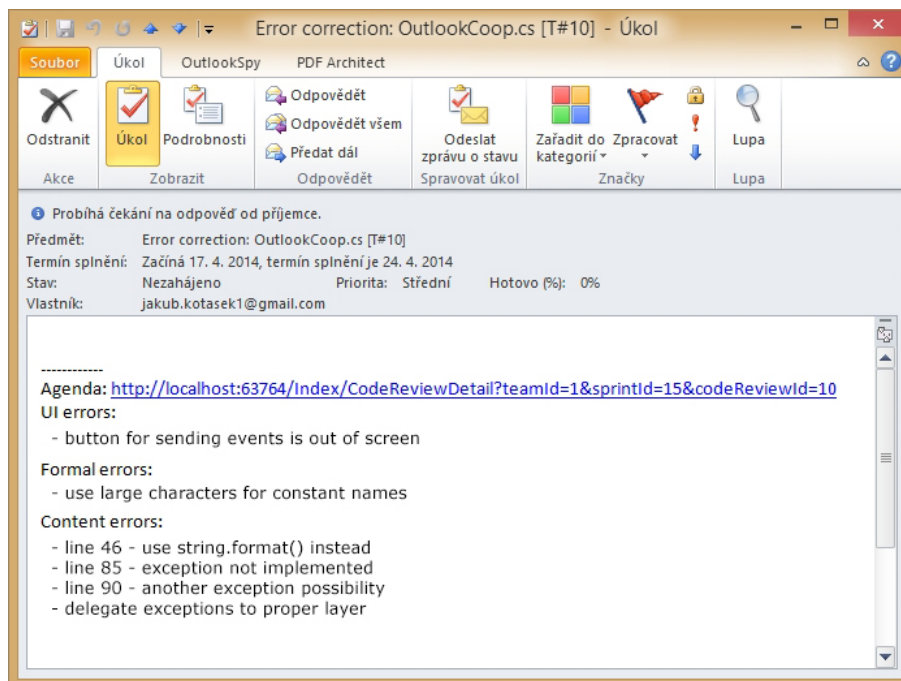 Error correction: OutlookCoop.cs [T#10] - Úkol
Soubor Úkol OutlookSpy PDF Architect
Odstranit
Úkol
Podrobnosti
Odpovědět
Odpovědět všem
Předat dál
Odeslat
zprávu o stavu
Zařadit do
kategorií
Zpracovat
Lupa
Akce Zobrazit Odpovědět Spravovat úkol Značky Lupa
Probíhá čekání na odpověď od příjemce.
Předmět: Error correction: OutlookCoop.cs [T#10]
Termín splnění: Začíná 17. 4. 2014, termín splnění je 24. 4. 2014
Stav: Nezahájeno Priorita: Střední Hotovo (%): 0%
Vlastník: jakub.kotasek1@gmail.com
------------
Agenda: http://localhost:63764/Index/CodeReviewDetail?teamId=1&sprintId=15&codeReviewId=10
UI errors:
- button for sending events is out of screen
Formal errors:
- use large characters for constant names
Content errors:
- line 46 - use string.format() instead
- line 85 - exception not implemented
- line 90 - another exception possibility
- delegate exceptions to proper layer